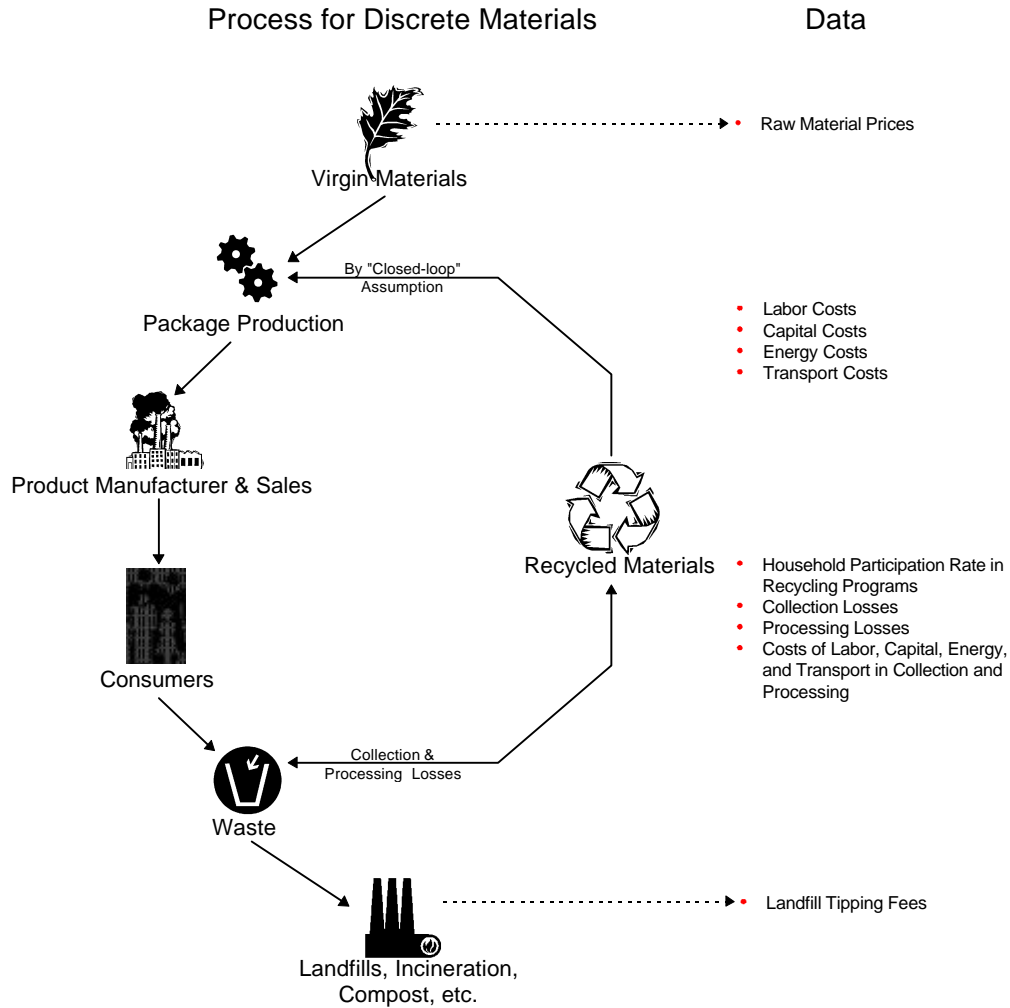 Process for Discrete Materials
Data
Raw Material Prices
Virgin Materials
By "Closed-loop"
Assumption
Package Production
Labor Costs
Capital Costs
Energy Costs
Transport Costs
Product Manufacturer & Sales
Recycled Materials
Household Participation Rate in
Recycling Programs
Collection Losses
Processing Losses
Costs of Labor, Capital, Energy,
and Transport in Collection and
Processing
Consumers
Collection &
Processing Losses
Waste
Landfill Tipping Fees
Landfills, Incineration,
Compost, etc.